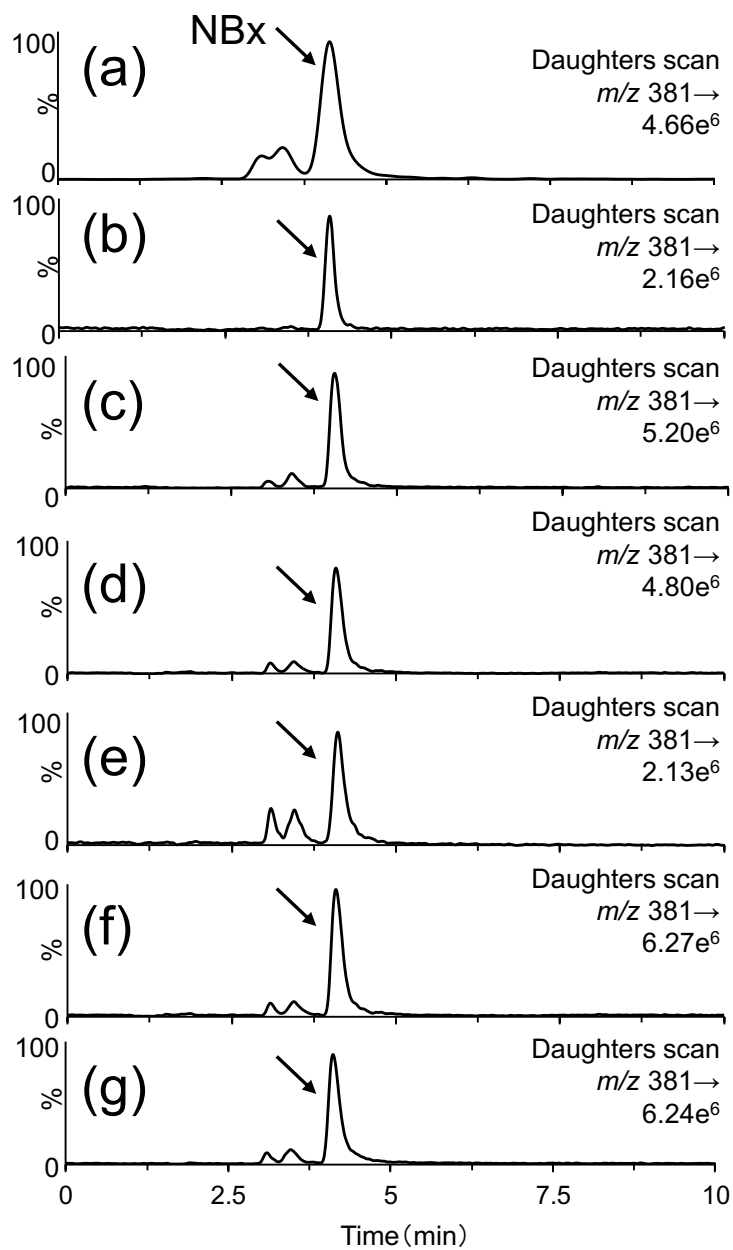 NBx
100
(a)
Daughters scan
m/z 381→
4.66e⁶
%
0
100
(b)
Daughters scan
m/z 381→
2.16e⁶
%
0
100
(c)
Daughters scan
m/z 381→
5.20e⁶
%
0
100
(d)
Daughters scan
m/z 381→
4.80e⁶
%
0
100
(e)
Daughters scan
m/z 381→
2.13e⁶
%
0
100
(f)
Daughters scan
m/z 381→
6.27e⁶
%
0
100
(g)
Daughters scan
m/z 381→
6.24e⁶
%
0
0 2.5 5 7.5 10
Time（min）